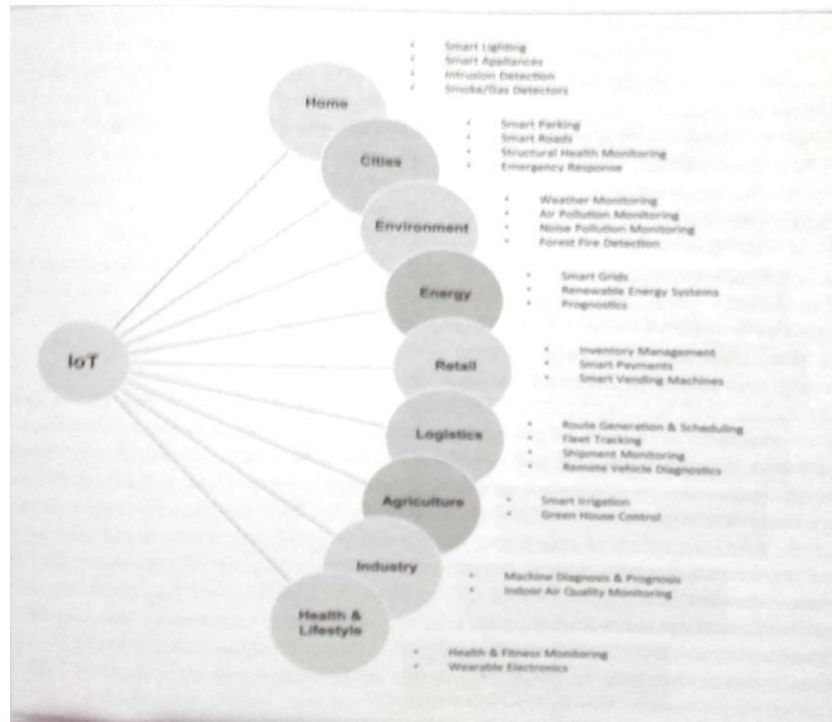 IoT
Home
• Smart Lighting
• Smart Appliances
• Intrusion Detection
• Smoke/Gas Detectors
Cities
• Smart Parking
• Smart Roads
• Structural Health Monitoring
• Emergency Response
Environment
• Weather Monitoring
• Air Pollution Monitoring
• Noise Pollution Monitoring
• Forest Fire Detection
Energy
• Smart Grids
• Renewable Energy Systems
• Prognostics
Retail
• Inventory Management
• Smart Payments
• Smart Vending Machines
Logistics
• Route Generation & Scheduling
• Fleet Tracking
• Shipment Monitoring
• Remote Vehicle Diagnostics
Agriculture
• Smart Irrigation
• Green House Control
Industry
• Machine Diagnosis & Prognosis
• Indoor Air Quality Monitoring
Health &
Lifestyle
• Health & Fitness Monitoring
• Wearable Electronics